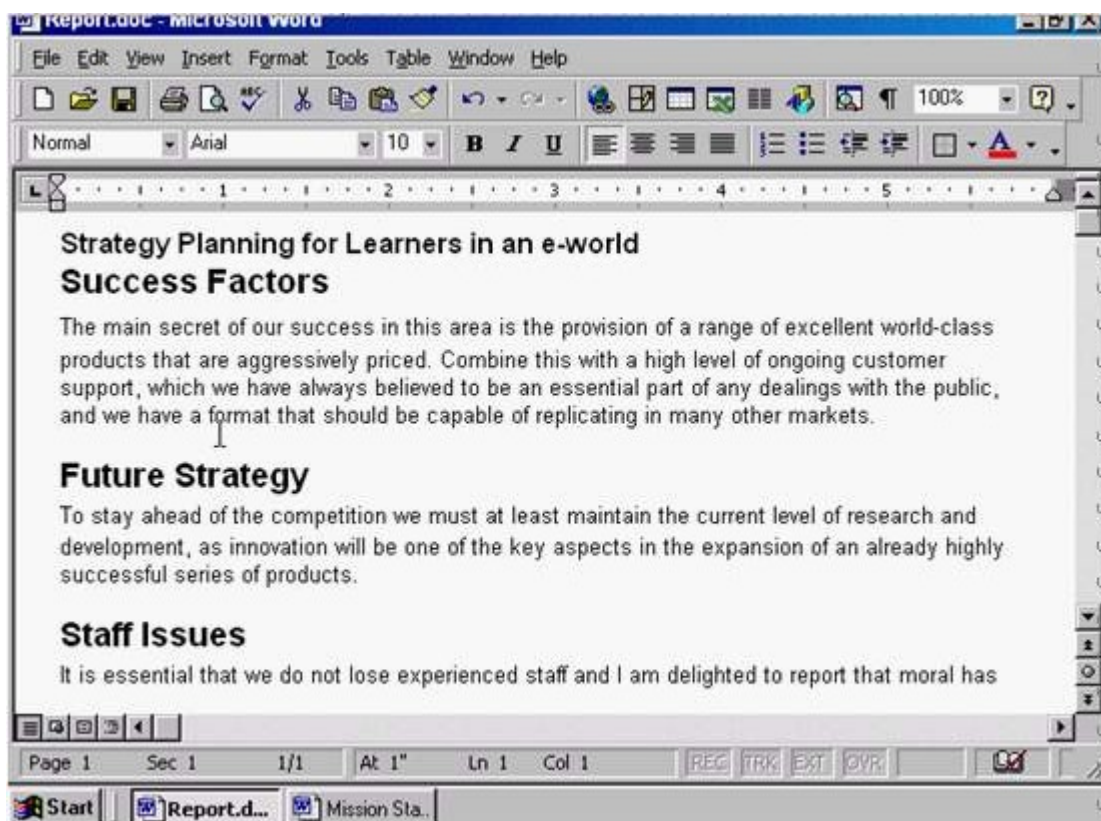 Report.doc - Microsoft Word
File Edit View Insert Format Tools Table Window Help
ABC 100%
Normal Arial 10 B I U A
1 2 3 4 5
Strategy Planning for Learners in an e-world
Success Factors
The main secret of our success in this area is the provision of a range of excellent world-class
products that are aggressively priced. Combine this with a high level of ongoing customer
support, which we have always believed to be an essential part of any dealings with the public,
and we have a format that should be capable of replicating in many other markets.
Future Strategy
To stay ahead of the competition we must at least maintain the current level of research and
development, as innovation will be one of the key aspects in the expansion of an already highly
successful series of products.
Staff Issues
It is essential that we do not lose experienced staff and I am delighted to report that moral has
Page 1 Sec 1 1/1 At 1" Ln 1 Col 1 REC TRK EXT OVR
Start Report.d... Mission Sta..